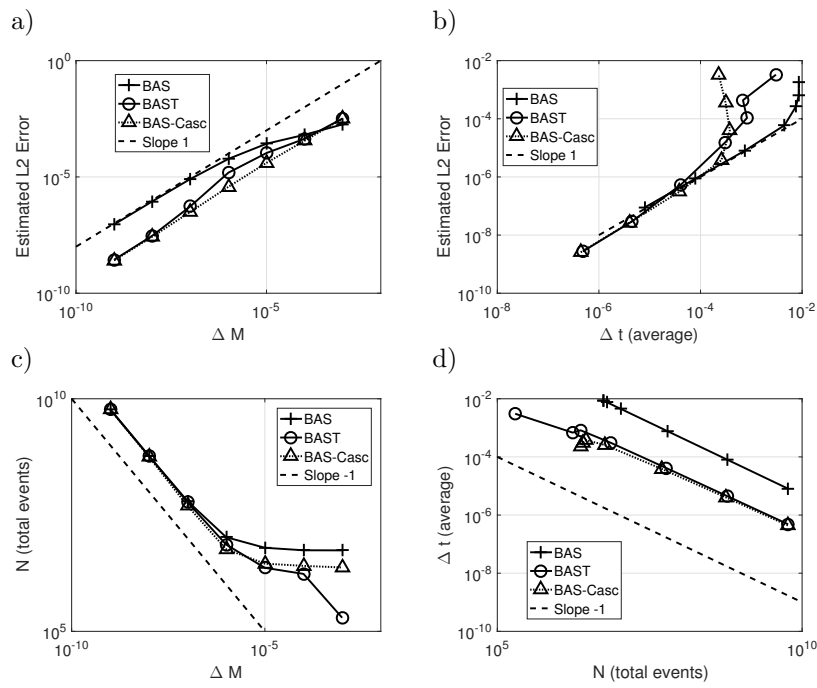 a)
10^0
10^-5
10^-10
Estimated L2 Error
BAS
BAST
BAS-Casc
Slope 1
10^-10
10^-5
Δ M
b)
10^-2
10^-4
10^-6
10^-8
10^-10
Estimated L2 Error
BAS
BAST
BAS-Casc
Slope 1
10^-8
10^-6
10^-4
10^-2
Δ t (average)
c)
10^10
10^5
N (total events)
BAS
BAST
BAS-Casc
Slope -1
10^-10
10^-5
Δ M
d)
10^-2
10^-4
10^-6
10^-8
10^-10
Δ t (average)
BAS
BAST
BAS-Casc
Slope -1
10^5
10^10
N (total events)